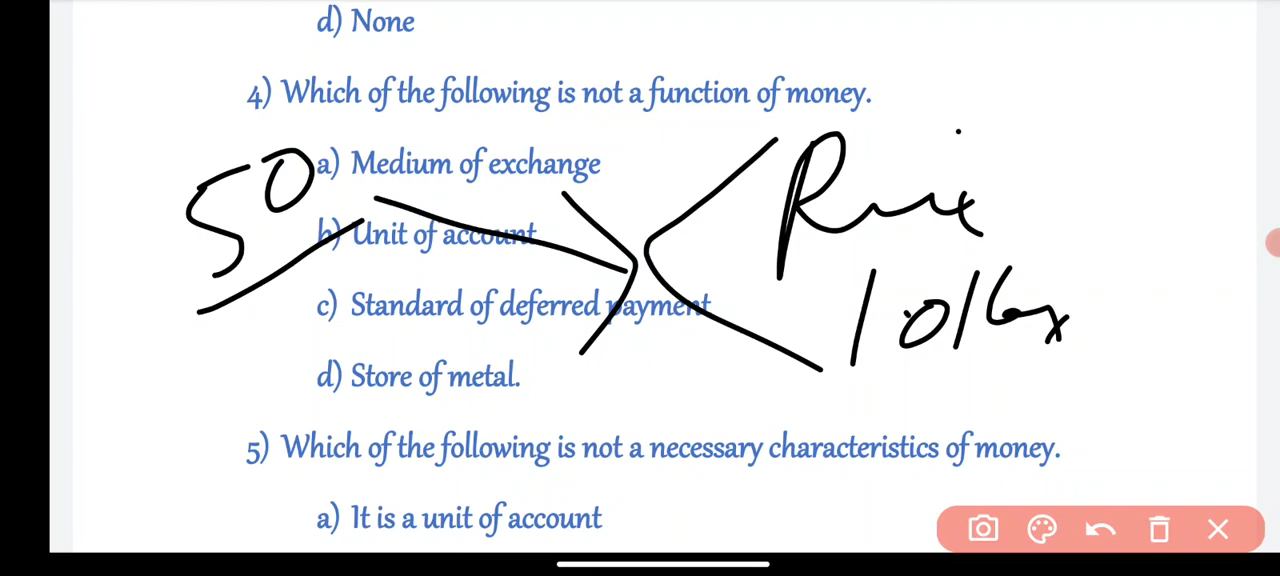 d) None
4) Which of the following is not a function of money.
a) Medium of exchange
b) Unit of account
c) Standard of deferred payment
d) Store of metal.
50
5) Which of the following is not a necessary characteristics of money.
a) It is a unit of account